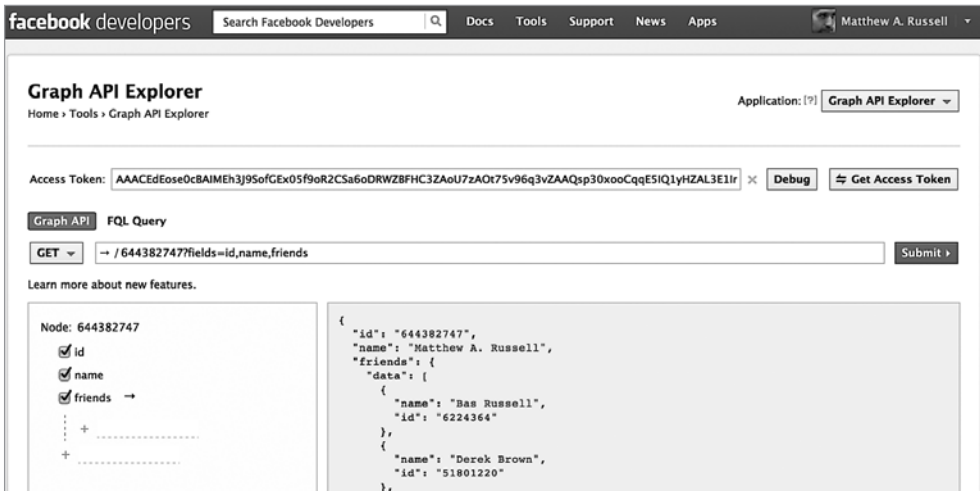 facebook developers Search Facebook Developers Docs Tools Support News Apps Matthew A. Russell
Graph API Explorer
Home › Tools › Graph API Explorer
Application: [?] Graph API Explorer
Access Token: AAACEdEose0cBAIMEh3J9SofGEx05f9oR2CSa6oDRWZBFHC3ZAoU7zAOt75v96q3vZAAQsp30xooCqqE5IQ1yHZAL3E1Ir × Debug ⇆ Get Access Token
Graph API FQL Query
GET → /644382747?fields=id,name,friends Submit ›
Learn more about new features.
Node: 644382747
id
name
friends →
+
+
{
"id": "644382747",
"name": "Matthew A. Russell",
"friends": {
"data": [
{
"name": "Bas Russell",
"id": "6224364"
},
{
"name": "Derek Brown",
"id": "51801220"
},